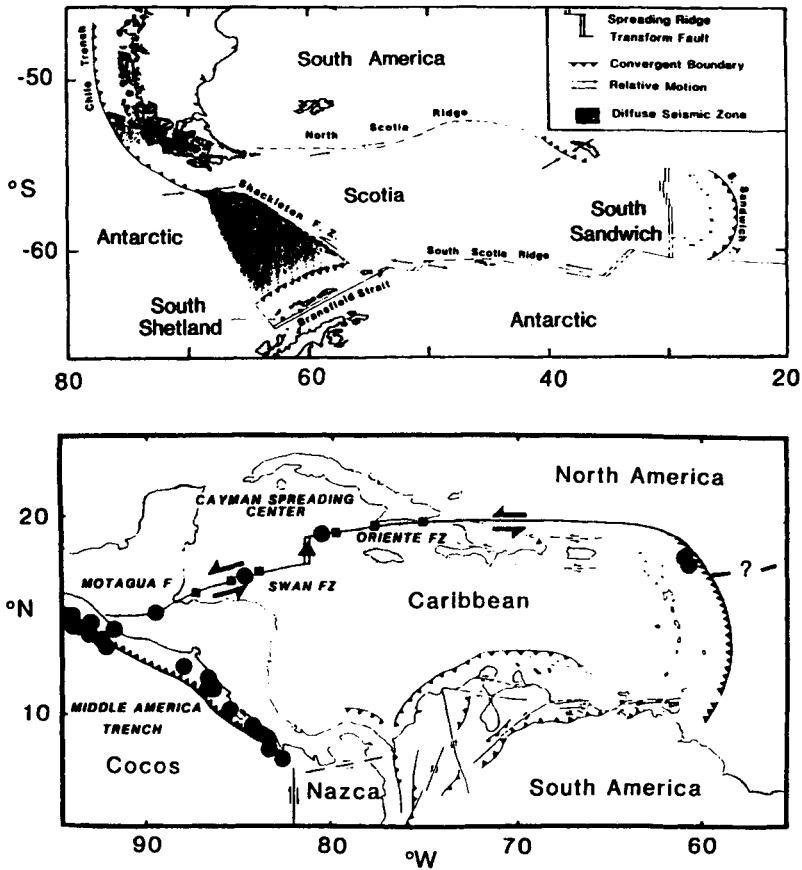 Spreading Ridge
Transform Fault
Convergent Boundary
Relative Motion
Diffuse Seismic Zone
Chile Trench
South America
-50
North Scotia Ridge
°S
Shackleton F. Z.
Scotia
Antarctic
South
Sandwich
S. Sandwich
-60
South Scotia Ridge
South
Shetland
Bransfield Strait
Antarctic
80
60
40
20
North America
CAYMAN SPREADING
CENTER
20
ORIENTE FZ
MOTAGUA F
SWAN FZ
?
°N
Caribbean
10
MIDDLE AMERICA
TRENCH
Cocos
Nazca
South America
90
80
70
60
°W